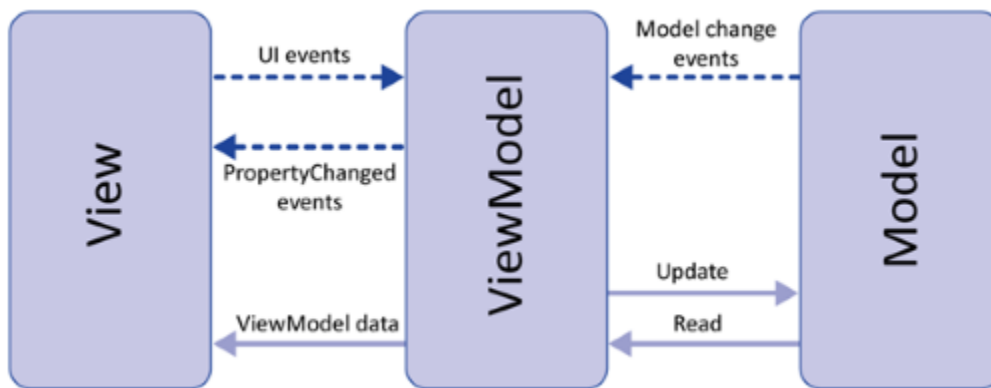 View
UI events
PropertyChanged
events
ViewModel data
ViewModel
Model change
events
Update
Read
Model